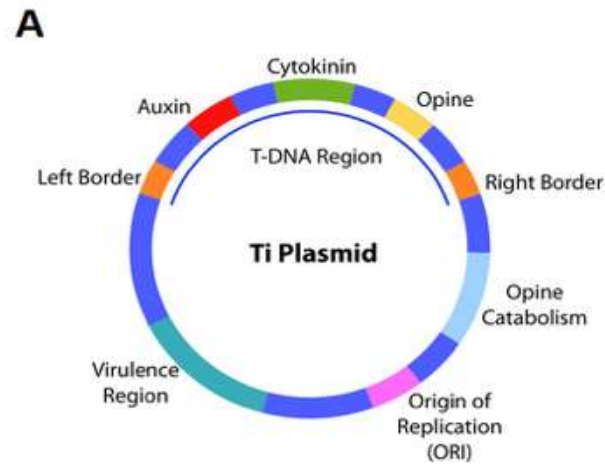 A
Cytokinin
Auxin
Opine
T-DNA Region
Left Border
Right Border
Ti Plasmid
Opine
Catabolism
Virulence
Region
Origin of
Replication
(ORI)